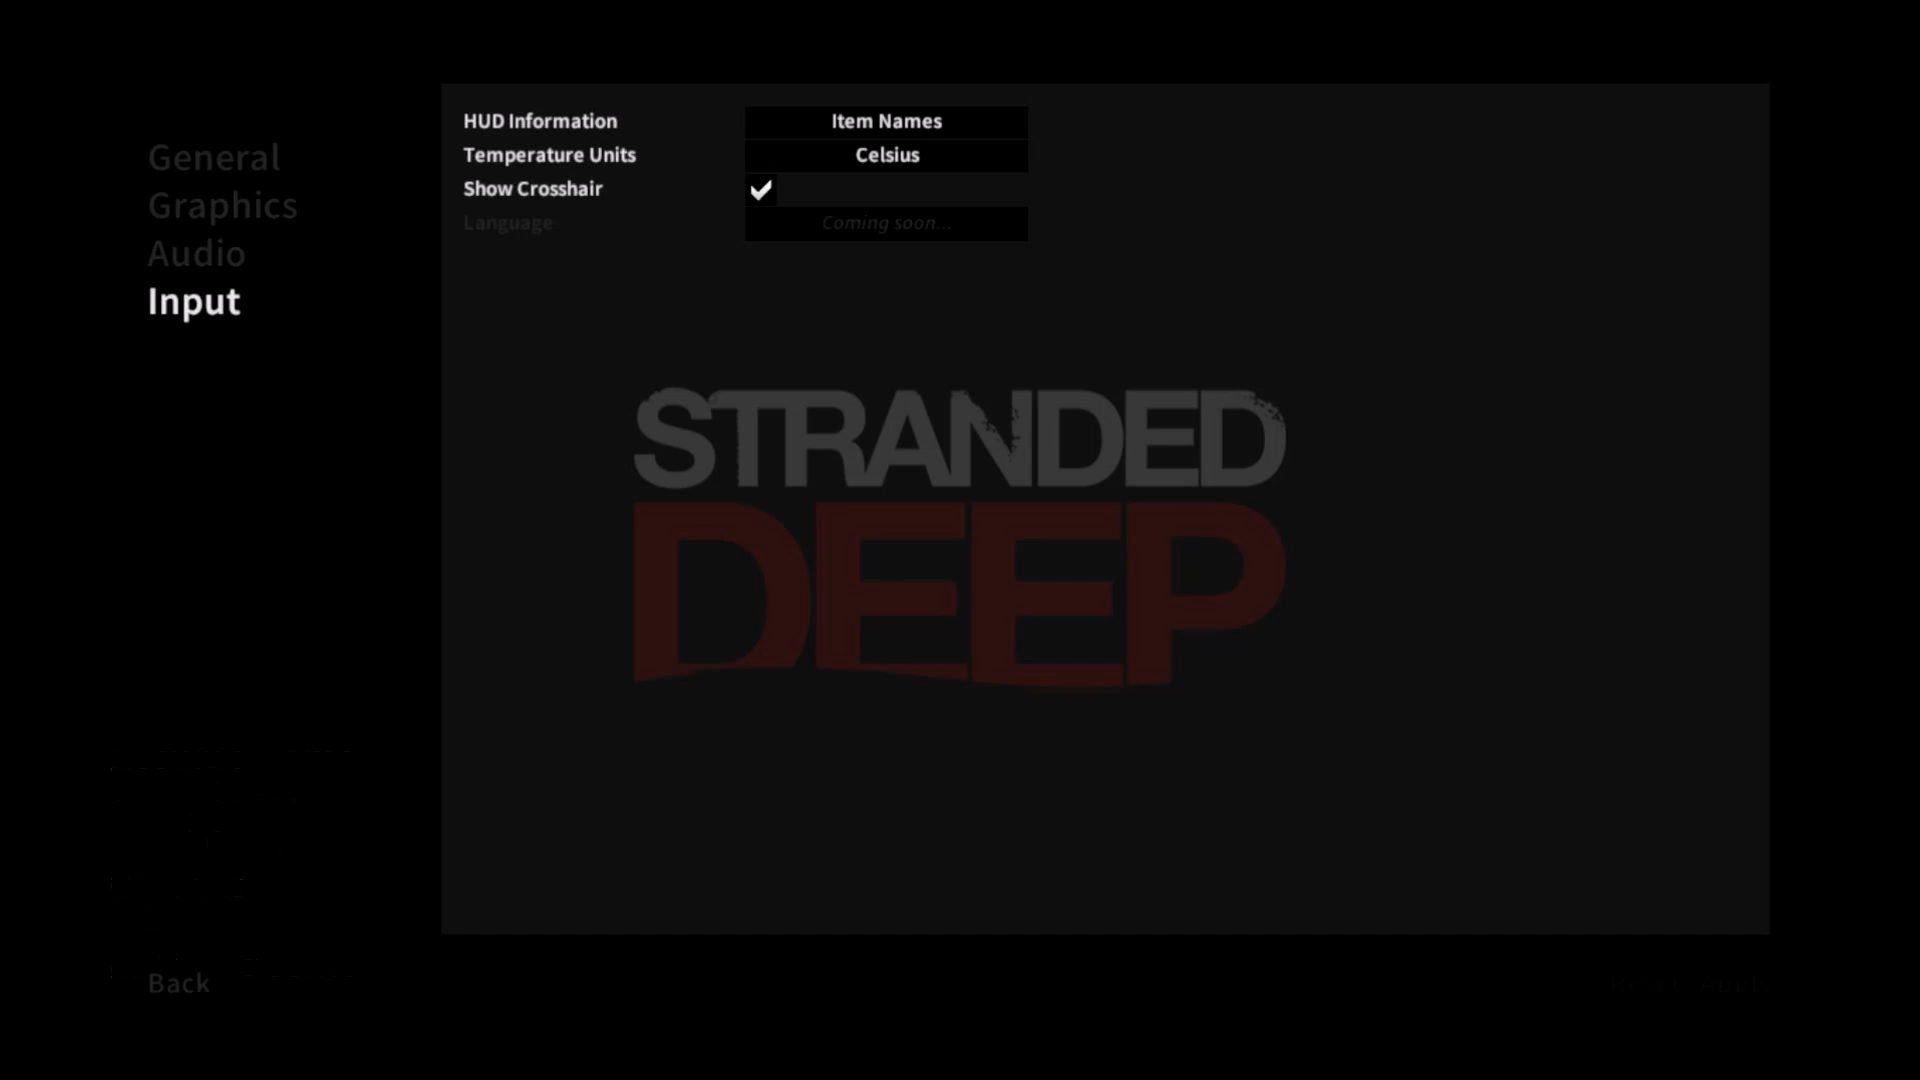 General
Graphics
Audio
Input
HUD Information Item Names
Temperature Units Celsius
Show Crosshair
Language Coming soon...
STRANDED
DEEP
Back